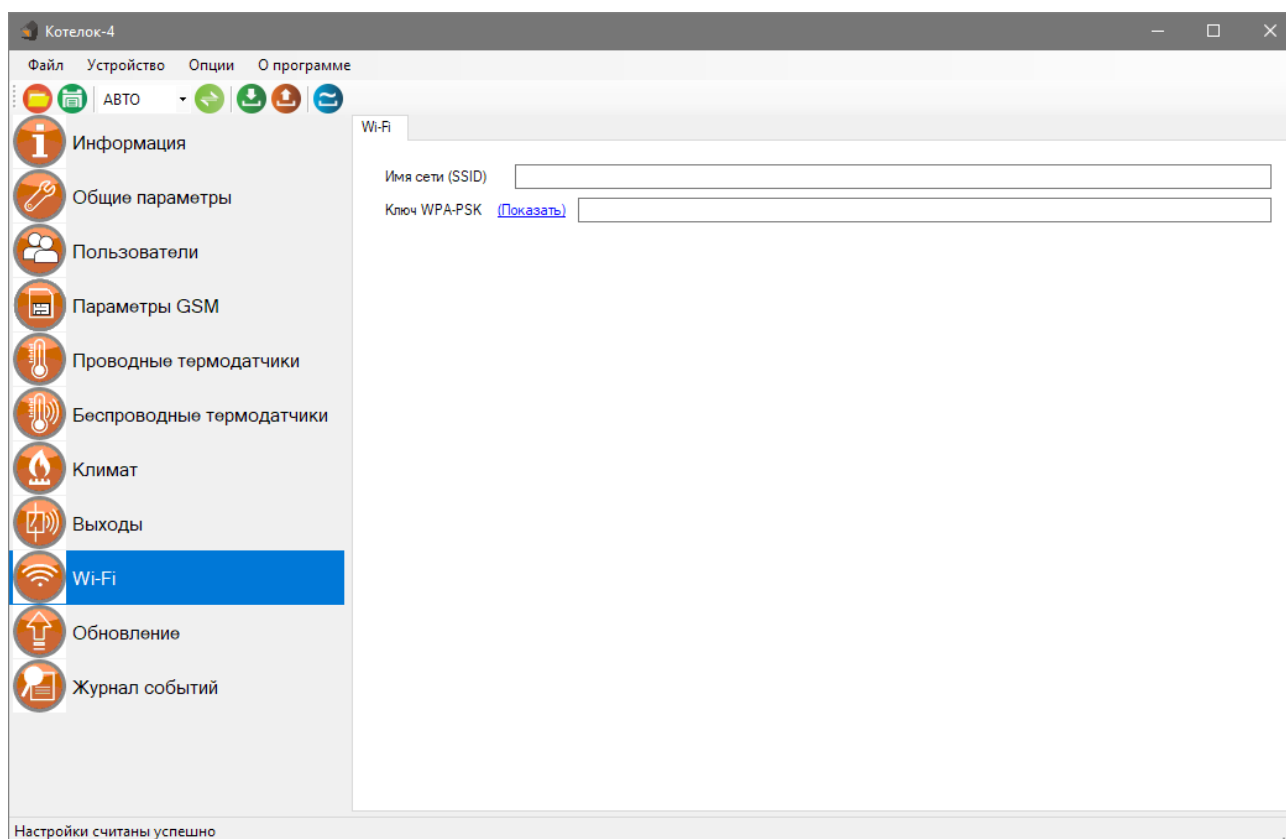 Котелок-4
Файл Устройство Опции О программе
АВТО
Информация
Общие параметры
Пользователи
Параметры GSM
Проводные термодатчики
Беспроводные термодатчики
Климат
Выходы
Wi-Fi
Обновление
Журнал событий
Wi-Fi
Имя сети (SSID)
Ключ WPA-PSK (Показать)
Настройки считаны успешно